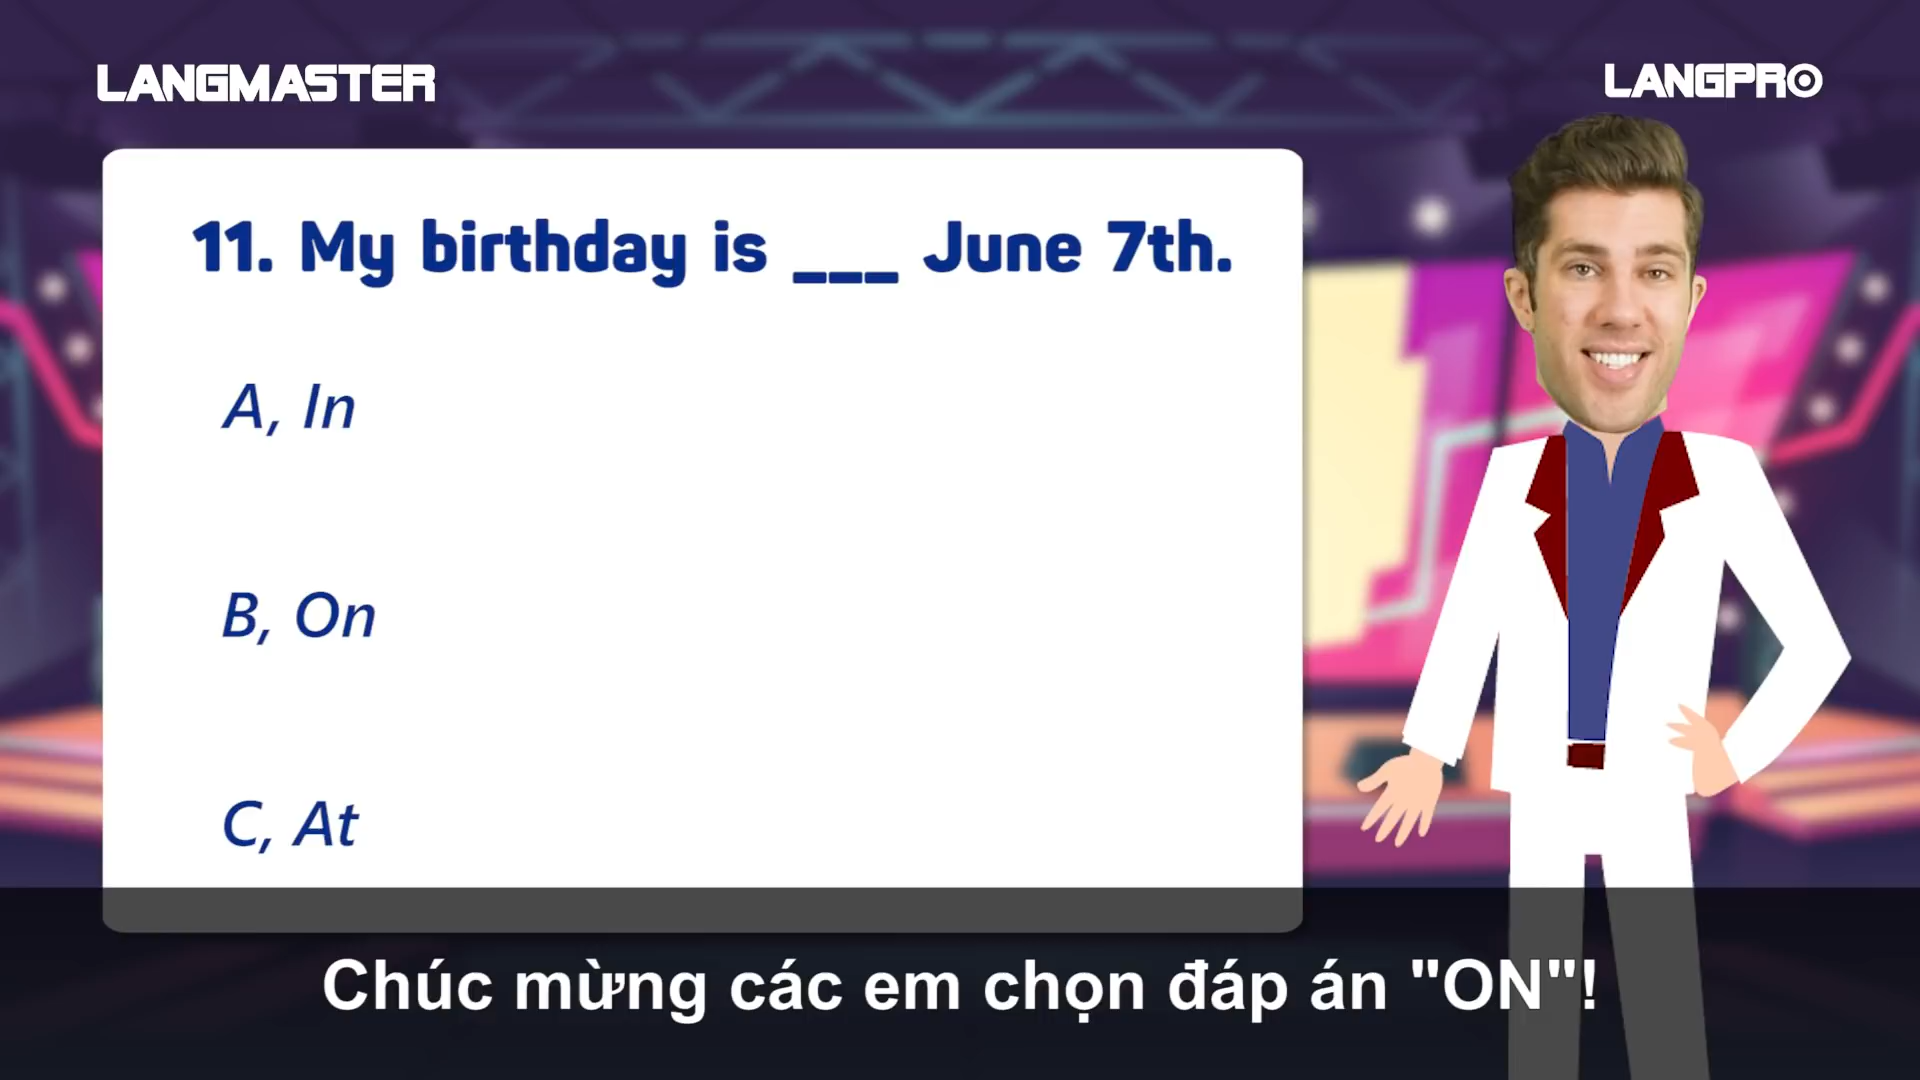 LANGMASTER
LANGPRO
11. My birthday is ___ June 7th.
A, In
B, On
C, At
Chúc mừng các em chọn đáp án "ON"!